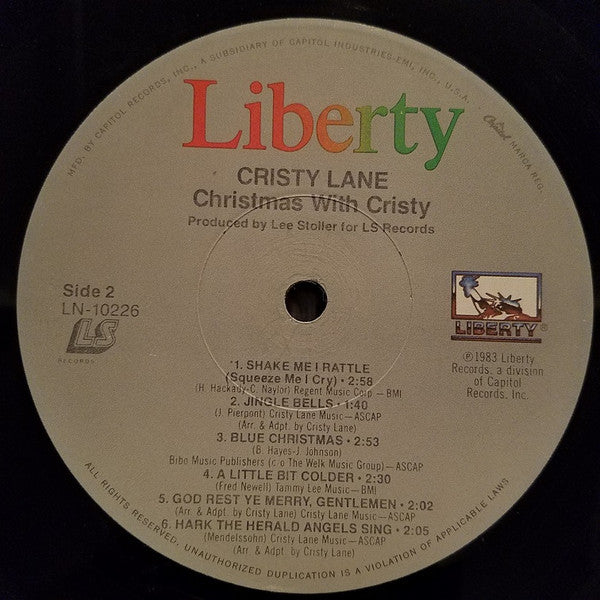 MFD. BY CAPITOL RECORDS, INC., A SUBSIDIARY OF CAPITOL INDUSTRIES-EMI, INC., U.S.A.
Capitol MARCA REG.
Liberty
CRISTY LANE
Christmas With Cristy
Produced by Lee Stoller for LS Records
Side 2
LN-10226
LS
RECORDS
LIBERTY®
℗1983 Liberty
Records, a division
of Capitol
Records, Inc.
1. SHAKE ME I RATTLE
(Squeeze Me I Cry) • 2:58
(H. Hackady-C. Naylor) Regent Music Corp — BMI
2. JINGLE BELLS • 1:40
(J. Pierpont) Cristy Lane Music—ASCAP
(Arr. & Adpt. by Cristy Lane)
3. BLUE CHRISTMAS • 2:53
(B. Hayes-J. Johnson)
Bibo Music Publishers (c o The Welk Music Group)—ASCAP
4. A LITTLE BIT COLDER • 2:30
(Fred Newell) Tammy Lee Music—BMI
5. GOD REST YE MERRY, GENTLEMEN • 2:02
(Arr. & Adapt. by Cristy Lane) Cristy Lane Music—ASCAP
6. HARK THE HERALD ANGELS SING • 2:05
(Mendelssohn) Cristy Lane Music—ASCAP
(Arr. & Adpt. by Cristy Lane)
ALL RIGHTS RESERVED. UNAUTHORIZED DUPLICATION IS A VIOLATION OF APPLICABLE LAWS